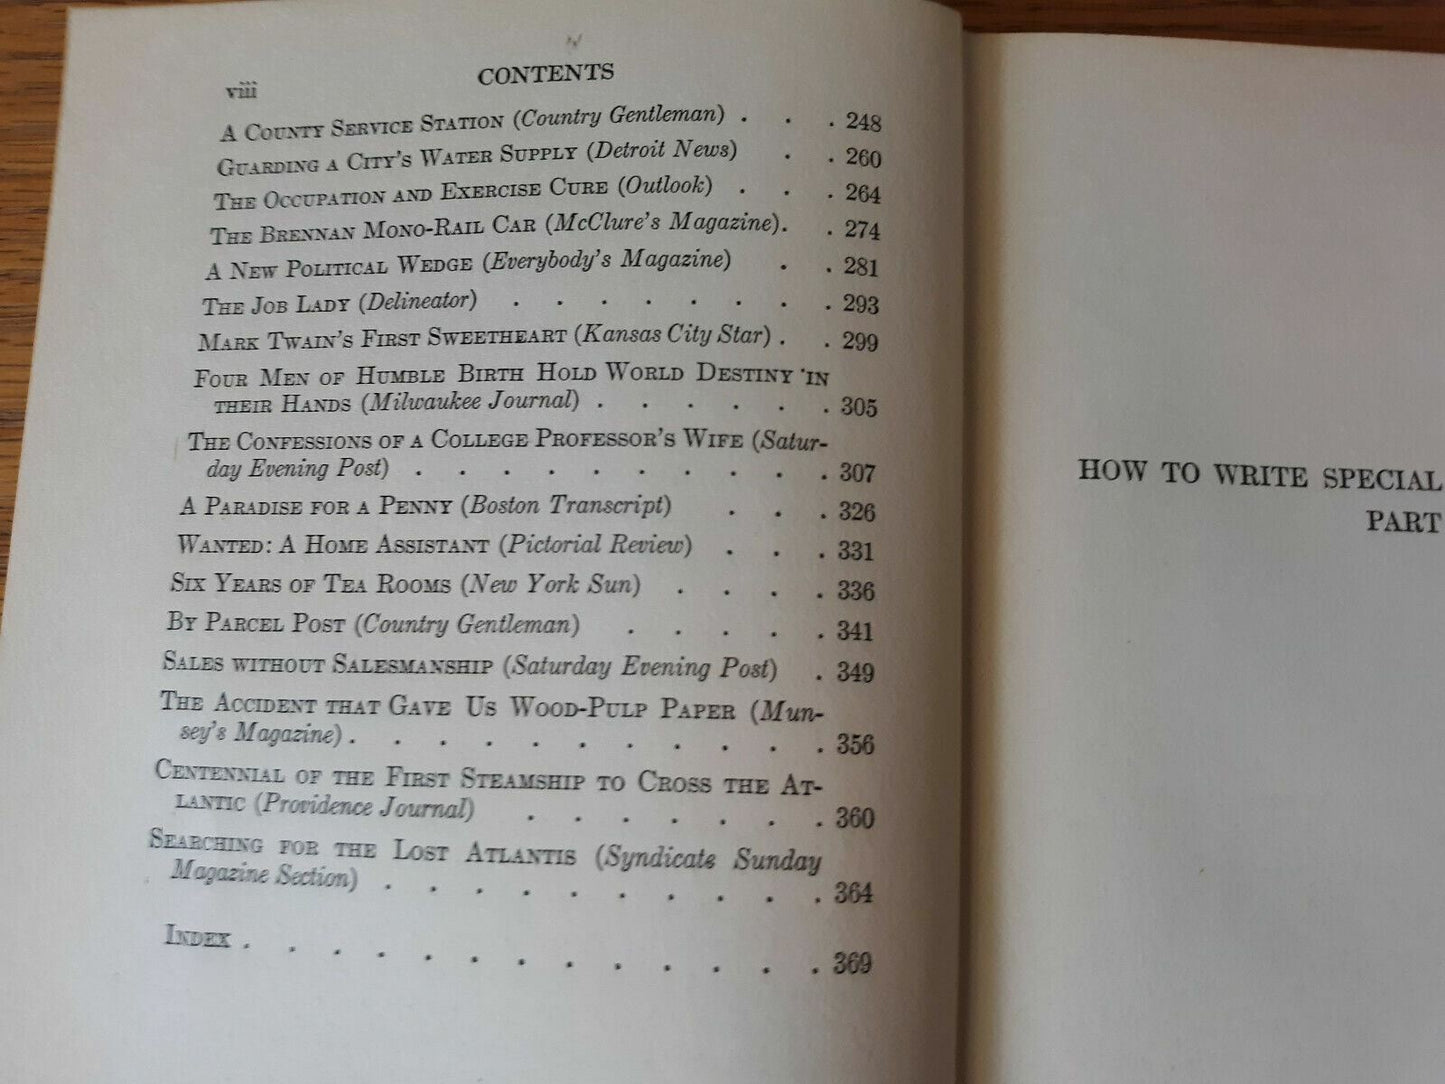 viii
CONTENTS
A County Service Station (Country Gentleman) . . . 248
Guarding a City's Water Supply (Detroit News) . . 260
The Occupation and Exercise Cure (Outlook) . . . 264
The Brennan Mono-Rail Car (McClure's Magazine). . 274
A New Political Wedge (Everybody's Magazine) . . 281
The Job Lady (Delineator) . . . . . . . . 293
Mark Twain's First Sweetheart (Kansas City Star) . . 299
Four Men of Humble Birth Hold World Destiny in
their Hands (Milwaukee Journal) . . . . . . 305
The Confessions of a College Professor's Wife (Satur-
day Evening Post) . . . . . . . . . . 307
A Paradise for a Penny (Boston Transcript) . . . 326
Wanted: A Home Assistant (Pictorial Review) . . . 331
Six Years of Tea Rooms (New York Sun) . . . . 336
By Parcel Post (Country Gentleman) . . . . . 341
Sales without Salesmanship (Saturday Evening Post) . 349
The Accident that Gave Us Wood-Pulp Paper (Mun-
sey's Magazine) . . . . . . . . . . . 356
Centennial of the First Steamship to Cross the At-
lantic (Providence Journal) . . . . . . . 360
Searching for the Lost Atlantis (Syndicate Sunday
Magazine Section) . . . . . . . . . . 364
Index . . . . . . . . . . . . . 369
HOW TO WRITE SPECIAL
PART